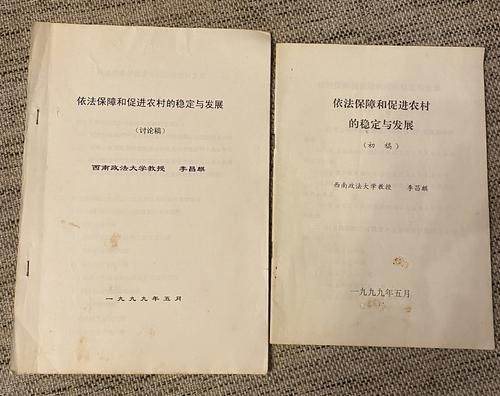 依法保障和促进农村的稳定与发展
（讨论稿）
西南政法大学教授 李昌麒
一九九九年五月
依法保障和促进农村
的稳定与发展
（初 稿）
西南政法大学教授 李昌麒
一九九九年五月